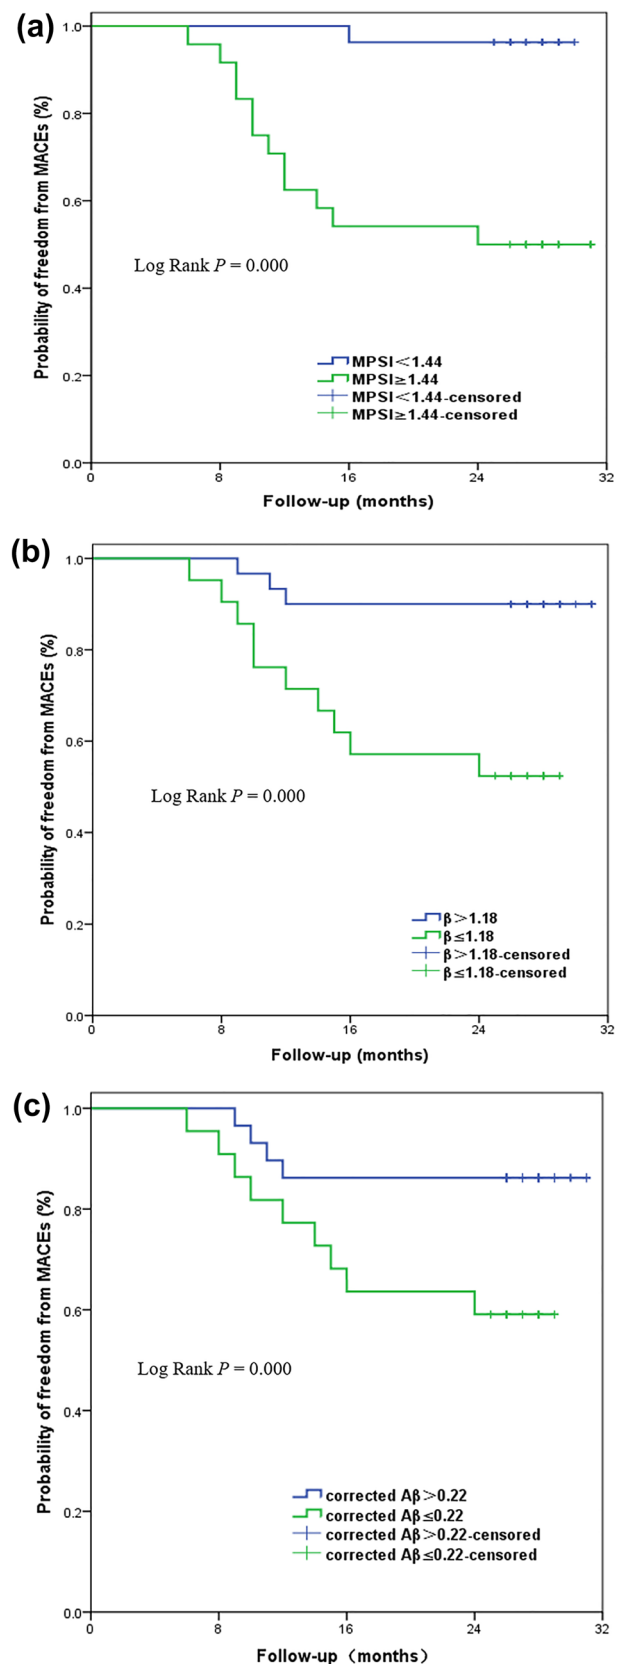 (a)
Probability of freedom from MACEs (%)
1.0
0.8
0.6
0.4
0.2
0.0
Log Rank P = 0.000
MPSI<1.44
MPSI≥1.44
MPSI<1.44-censored
MPSI≥1.44-censored
0 8 16 24 32
Follow-up (months)
(b)
Probability of freedom from MACEs (%)
1.0
0.8
0.6
0.4
0.2
0.0
Log Rank P = 0.000
β>1.18
β≤1.18
β>1.18-censored
β≤1.18-censored
0 8 16 24 32
Follow-up (months)
(c)
Probability of freedom from MACEs (%)
1.0
0.8
0.6
0.4
0.2
0.0
Log Rank P = 0.000
corrected Aβ>0.22
corrected Aβ≤0.22
corrected Aβ>0.22-censored
corrected Aβ≤0.22-censored
0 8 16 24 32
Follow-up（months）